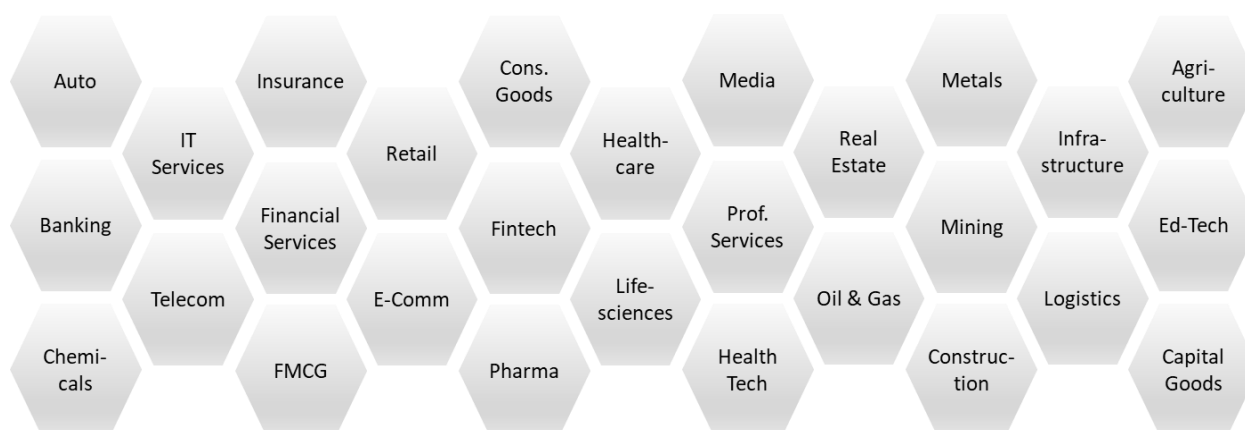 Auto
Insurance
Cons.
Goods
Media
Metals
Agri-
culture
IT
Services
Retail
Health-
care
Real
Estate
Infra-
structure
Banking
Financial
Services
Fintech
Prof.
Services
Mining
Ed-Tech
Telecom
E-Comm
Life-
sciences
Oil & Gas
Logistics
Chemi-
cals
FMCG
Pharma
Health
Tech
Construc-
tion
Capital
Goods